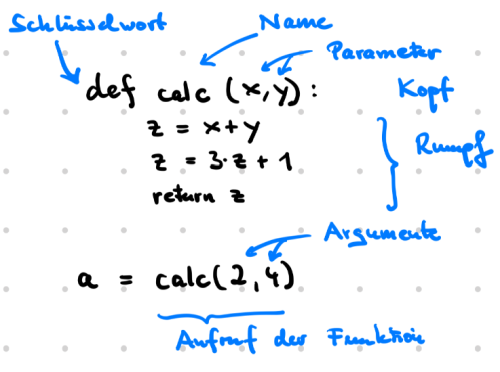 Schlüsselwort Name
Parameter
def calc (x,y): Kopf
z = x+y
Rumpf
z = 3·z + 1
return z
Argumente
a = calc(2,4)
Aufruf der Funktion